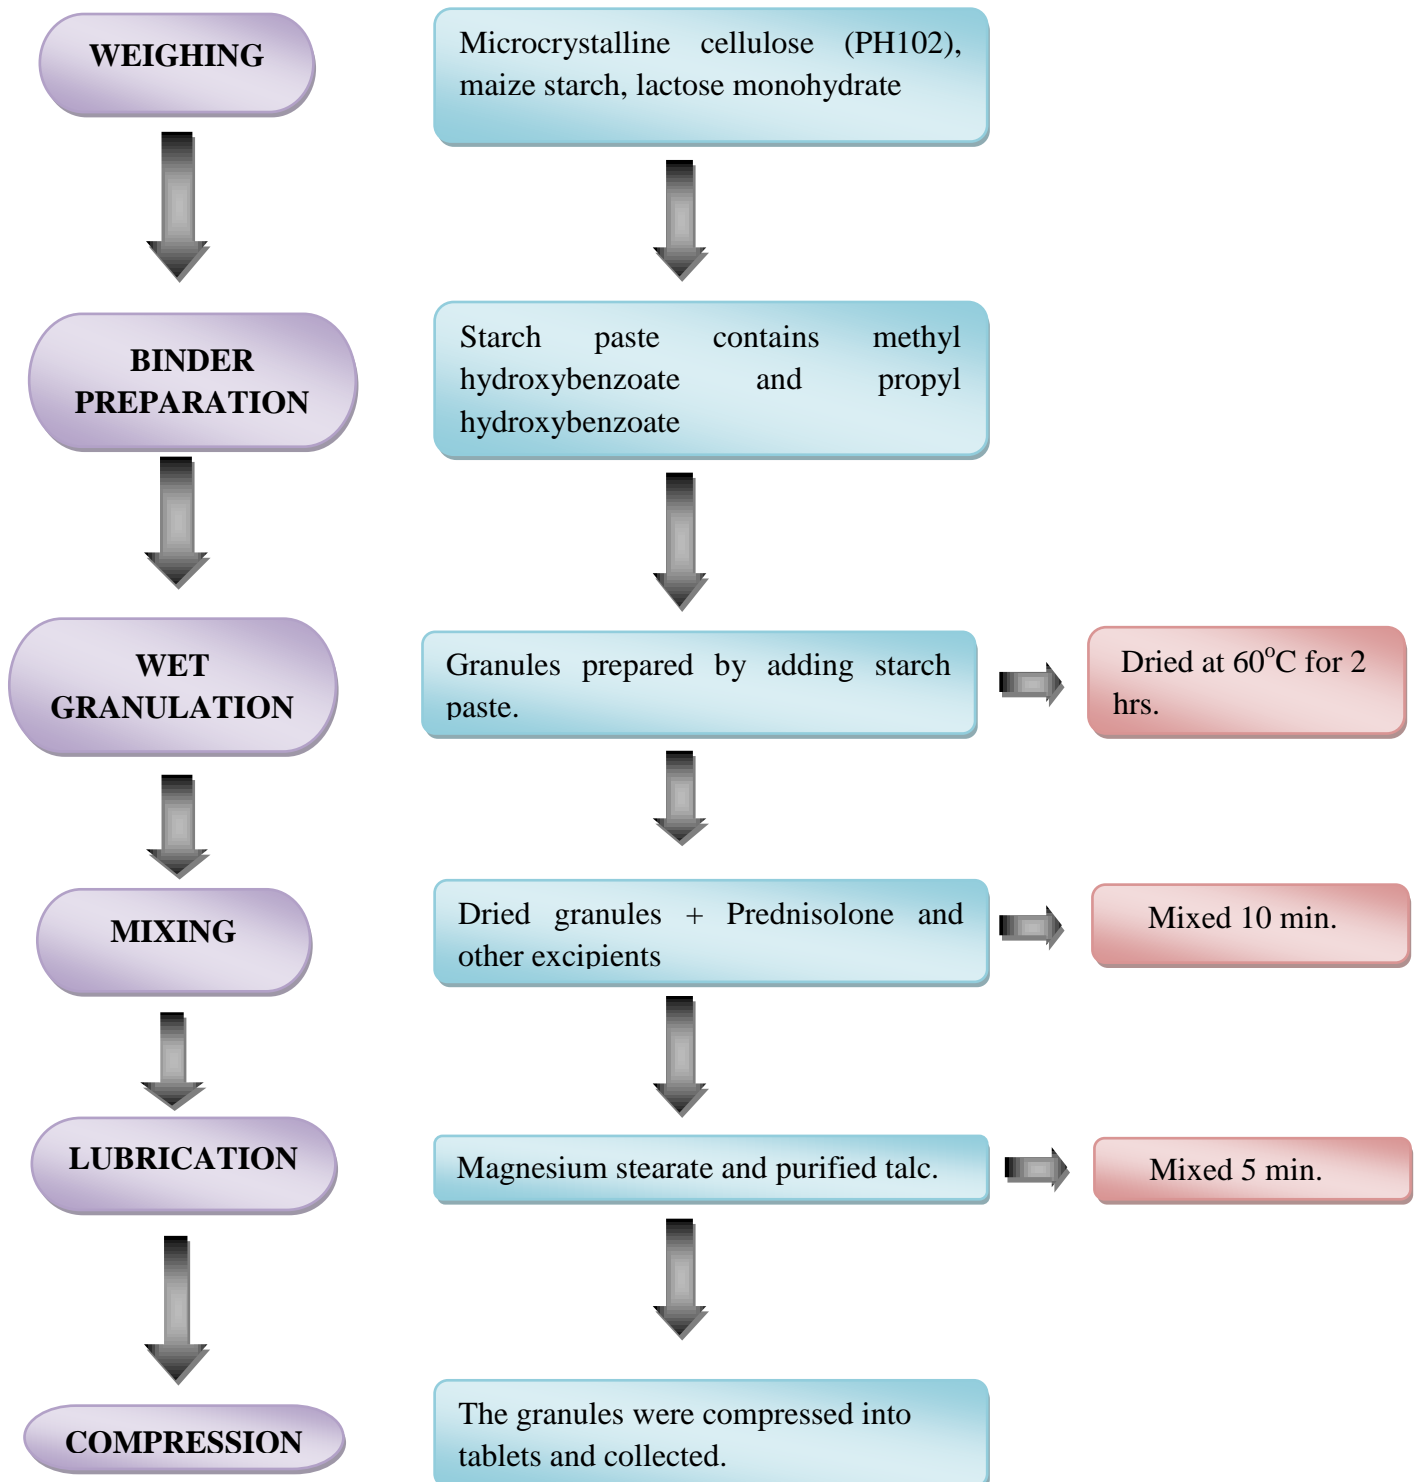 WEIGHING
Microcrystalline cellulose (PH102),
maize starch, lactose monohydrate
BINDER
PREPARATION
Starch paste contains methyl
hydroxybenzoate and propyl
hydroxybenzoate
WET
GRANULATION
Granules prepared by adding starch
paste.
Dried at 60°C for 2
hrs.
MIXING
Dried granules + Prednisolone and
other excipients
Mixed 10 min.
LUBRICATION
Magnesium stearate and purified talc.
Mixed 5 min.
COMPRESSION
The granules were compressed into
tablets and collected.